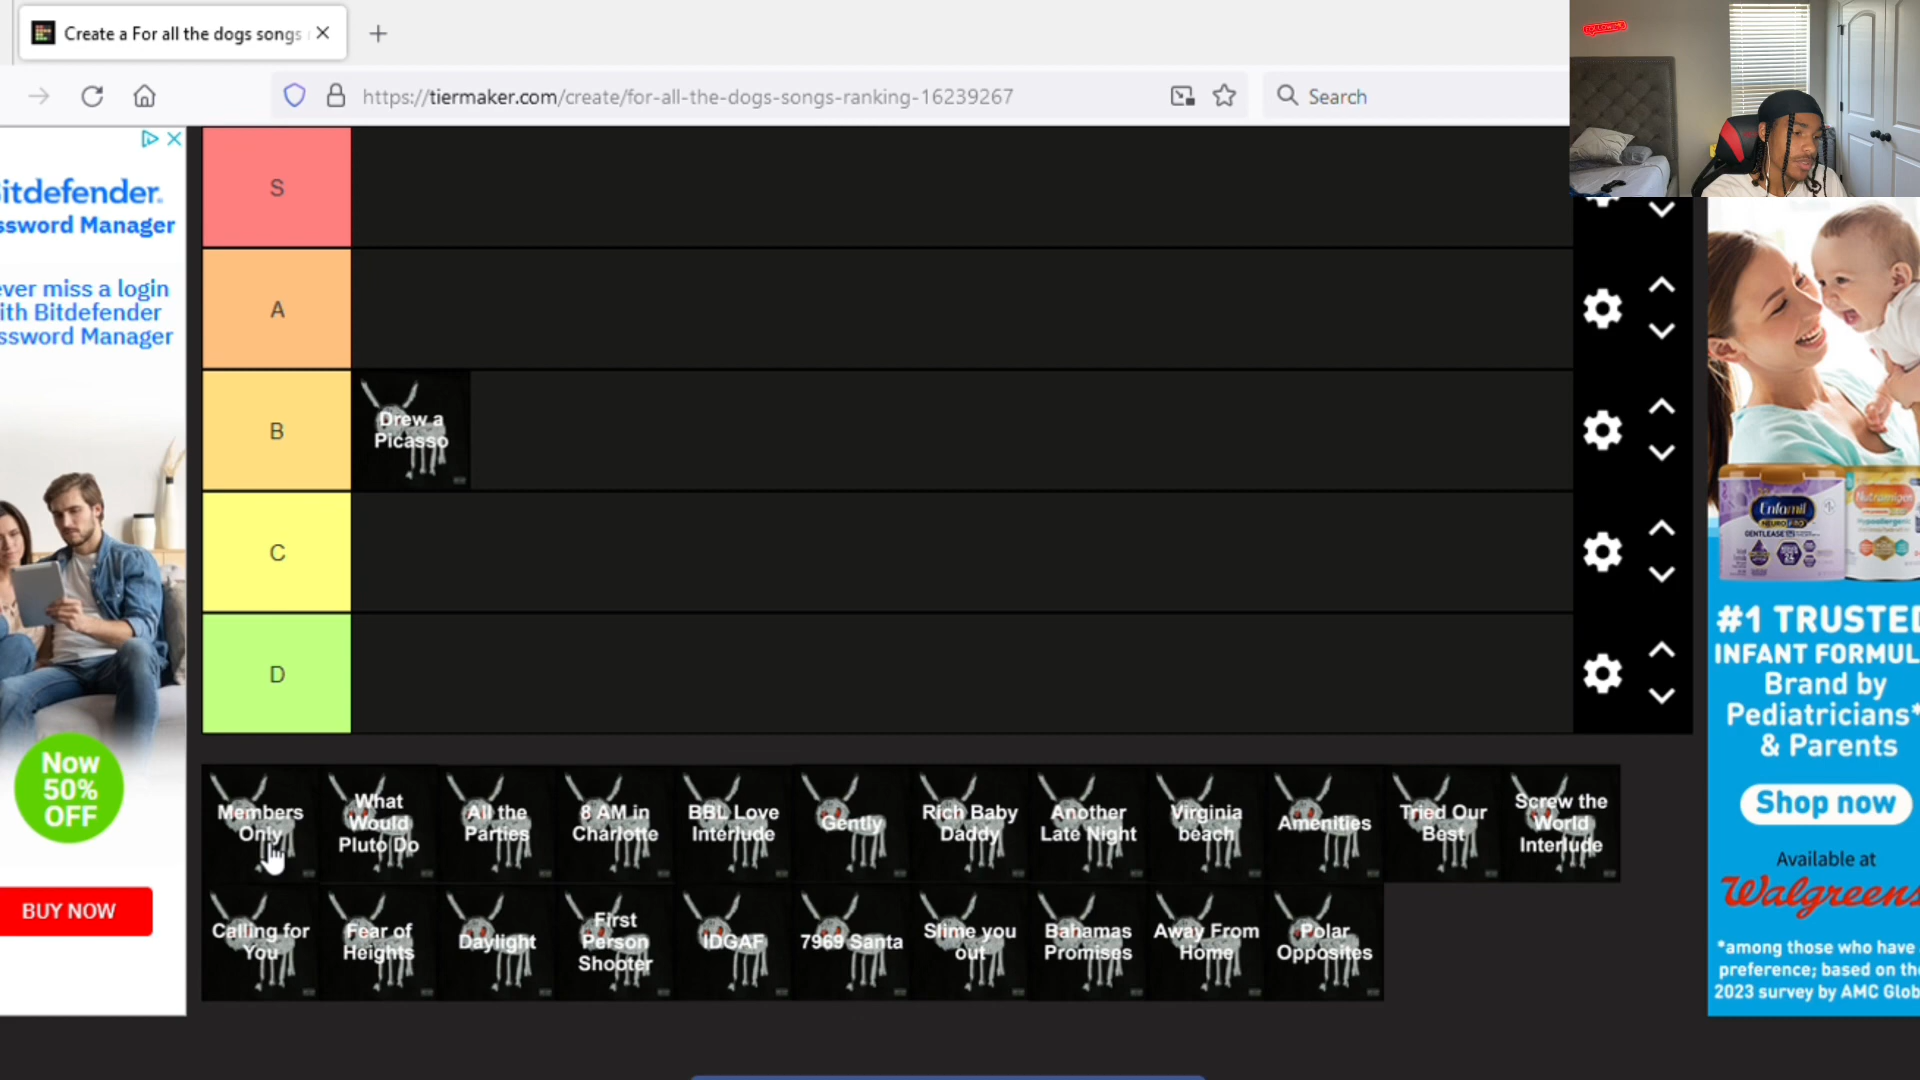 Create a For all the dogs songs
https://tiermaker.com/create/for-all-the-dogs-songs-ranking-16239267
Search
itdefender.
ssword Manager
ver miss a login
ith Bitdefender
ssword Manager
Now
50%
OFF
BUY NOW
S
A
B
Drew a
Picasso
C
D
Members
Only
What
Would
Pluto Do
All the
Parties
8 AM in
Charlotte
BBL Love
Interlude
Gently
Rich Baby
Daddy
Another
Late Night
Virginia
beach
Amenities
Tried Our
Best
Screw the
World
Interlude
Calling for
You
Fear of
Heights
Daylight
First
Person
Shooter
IDGAF
7969 Santa
Slime you
out
Bahamas
Promises
Away From
Home
Polar
Opposites
Enfamil
NEUROPRO
GENTLEASE
Nutramigen
#1 TRUSTED
INFANT FORMUL
Brand by
Pediatricians*
& Parents
Shop now
Available at
Walgreens
*among those who have
preference; based on the
2023 survey by AMC Glob